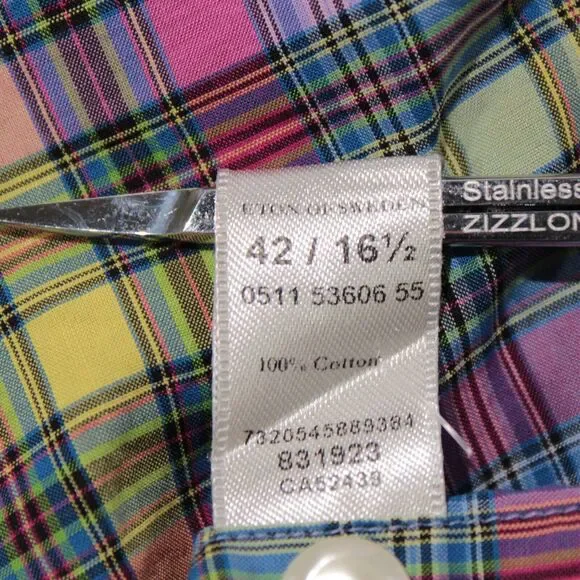 ETON OF SWEDEN
Stainless
ZIZZLON
42 / 16½
0511 53606 55
100% Cotton
7320545889384
831923
CA52439